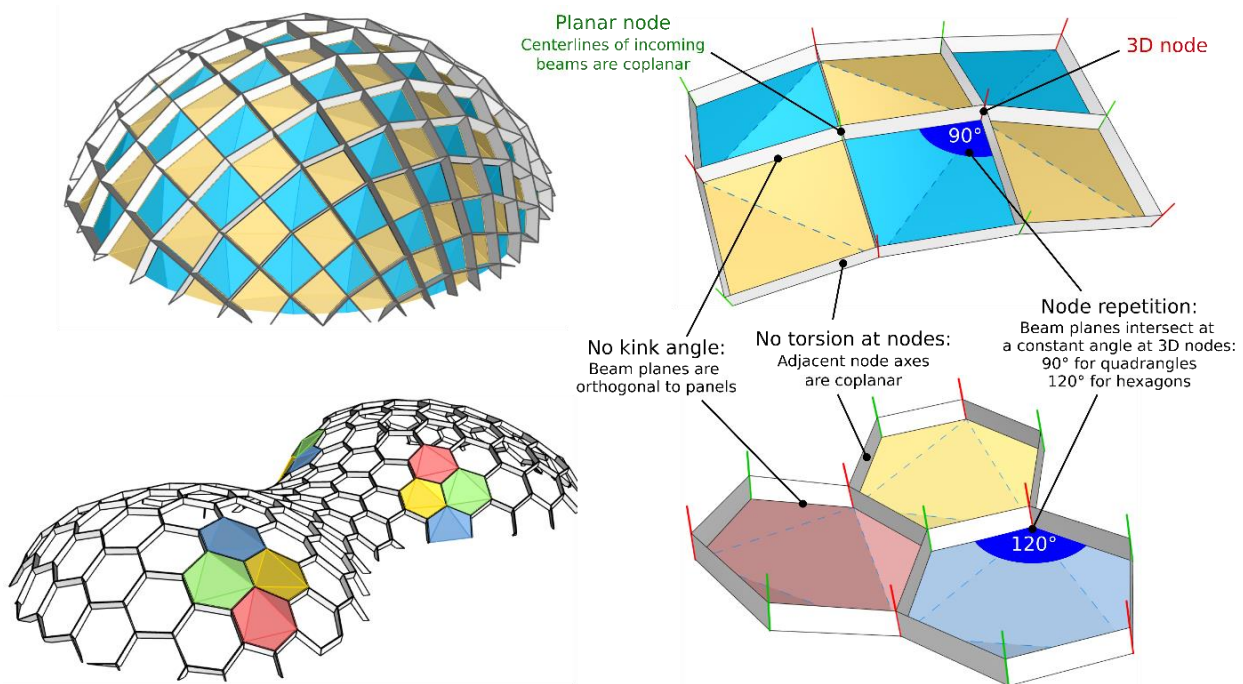 Planar node
Centerlines of incoming
beams are coplanar
3D node
90°
No kink angle:
Beam planes are
orthogonal to panels
No torsion at nodes:
Adjacent node axes
are coplanar
Node repetition:
Beam planes intersect at
a constant angle at 3D nodes:
90° for quadrangles
120° for hexagons
120°